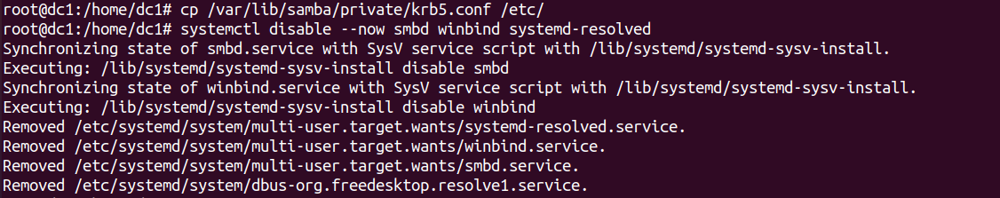 root@dc1:/home/dc1# cp /var/lib/samba/private/krb5.conf /etc/
root@dc1:/home/dc1# systemctl disable --now smbd winbind systemd-resolved
Synchronizing state of smbd.service with SysV service script with /lib/systemd/systemd-sysv-install.
Executing: /lib/systemd/systemd-sysv-install disable smbd
Synchronizing state of winbind.service with SysV service script with /lib/systemd/systemd-sysv-install.
Executing: /lib/systemd/systemd-sysv-install disable winbind
Removed /etc/systemd/system/multi-user.target.wants/systemd-resolved.service.
Removed /etc/systemd/system/multi-user.target.wants/winbind.service.
Removed /etc/systemd/system/multi-user.target.wants/smbd.service.
Removed /etc/systemd/system/dbus-org.freedesktop.resolve1.service.